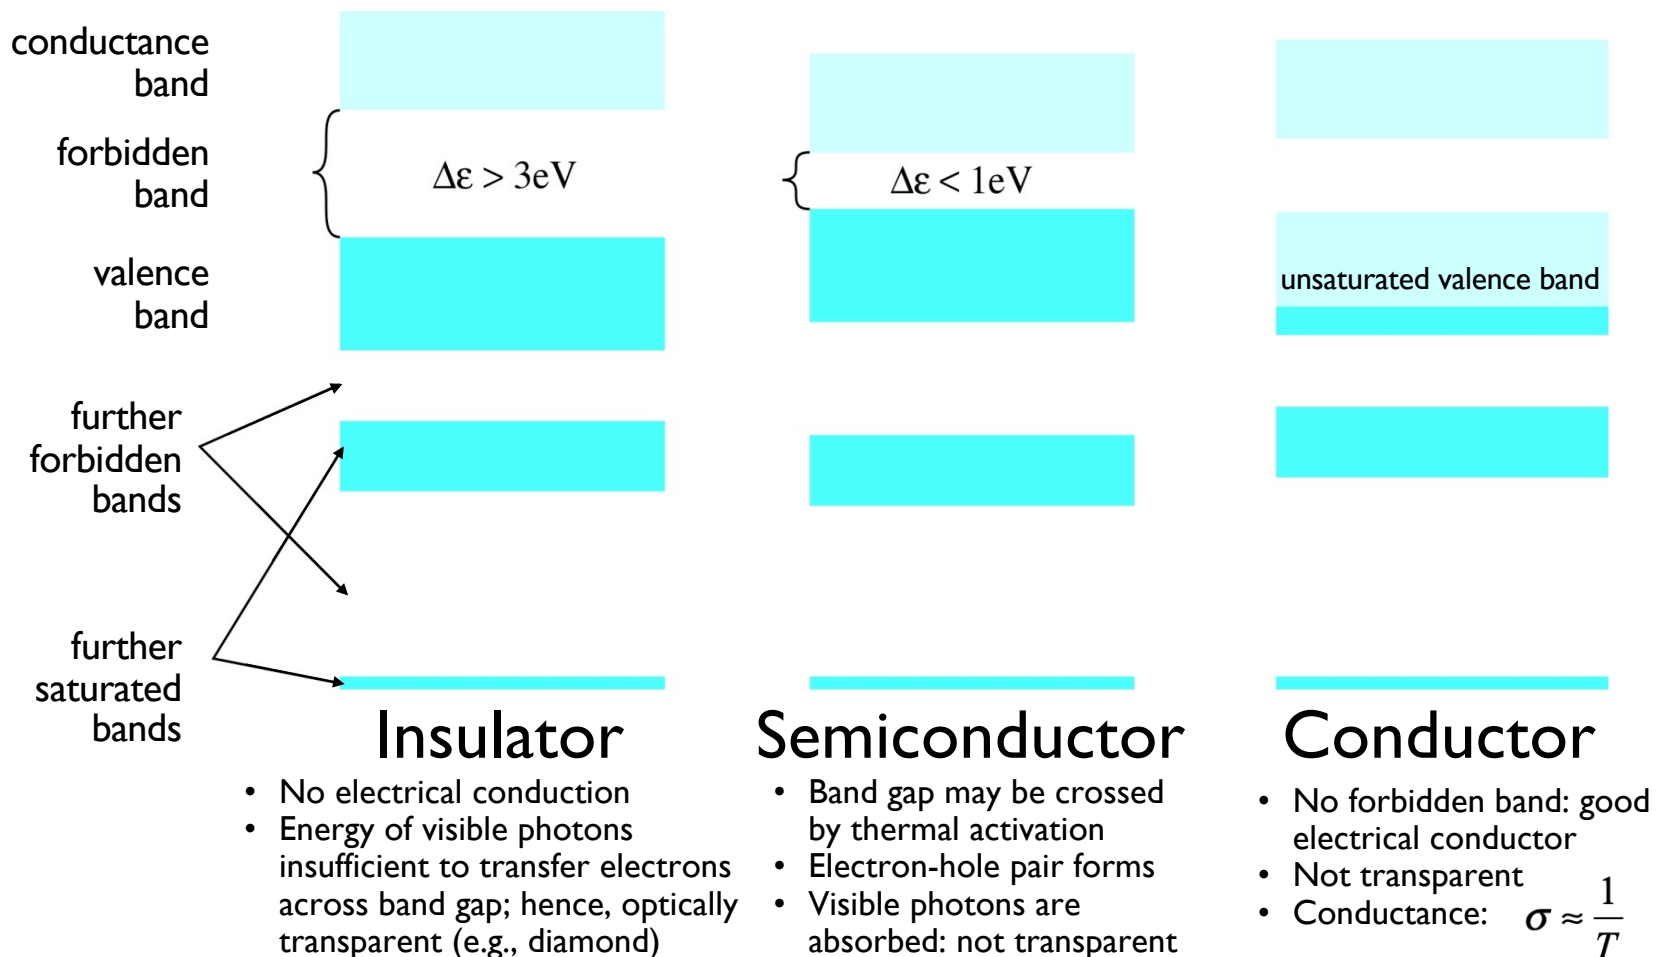 conductance
band
forbidden
band
valence
band
further
forbidden
bands
further
saturated
bands
Δε > 3eV
Δε < 1eV
unsaturated valence band
Insulator
• No electrical conduction
• Energy of visible photons
insufficient to transfer electrons
across band gap; hence, optically
transparent (e.g., diamond)
Semiconductor
• Band gap may be crossed
by thermal activation
• Electron-hole pair forms
• Visible photons are
absorbed: not transparent
Conductor
• No forbidden band: good
electrical conductor
• Not transparent
• Conductance: σ ≈ 1/T